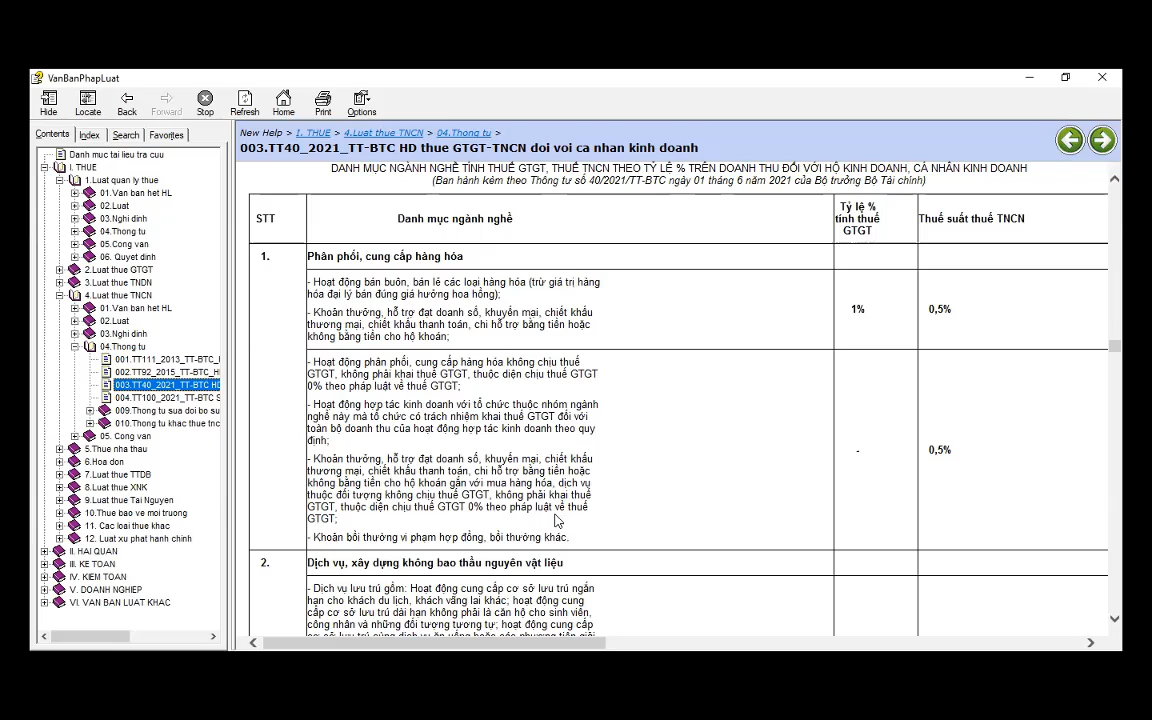 VanBanPhapLuat
Hide Locate Back Forward Stop Refresh Home Print Options
Contents Index Search Favorites
Danh muc tai lieu tra cuu
I. THUE
1.Luat quan ly thue
01.Van ban het HL
02.Luat
03.Nghi dinh
04.Thong tu
05.Cong van
06. Quyet dinh
2.Luat thue GTGT
3.Luat thue TNDN
4.Luat thue TNCN
01.Van ban het HL
02.Luat
03.Nghi dinh
04.Thong tu
001.TT111_2013_TT-BTC_
002.TT92_2015_TT-BTC_H
003.TT40_2021_TT-BTC HD
004.TT100_2021_TT-BTC S
009.Thong tu sua doi bo su
010.Thong tu khac thue tnc
05. Cong van
5.Thue nha thau
6.Hoa don
7.Luat thue TTDB
8.Luat thue XNK
9.Luat thue Tai Nguyen
10.Thue bao ve moi truong
11. Cac loai thue khac
12. Luat xu phat hanh chinh
II. HAI QUAN
III. KE TOAN
IV. KIEM TOAN
V. DOANH NGHIEP
VI. VAN BAN LUAT KHAC
New Help > I. THUE > 4.Luat thue TNCN > 04.Thong tu >
003.TT40_2021_TT-BTC HD thue GTGT-TNCN doi voi ca nhan kinh doanh
DANH MỤC NGÀNH NGHỀ TÍNH THUẾ GTGT, THUẾ TNCN THEO TỶ LỆ % TRÊN DOANH THU ĐỐI VỚI HỘ KINH DOANH, CÁ NHÂN KINH DOANH
(Ban hành kèm theo Thông tư số 40/2021/TT-BTC ngày 01 tháng 6 năm 2021 của Bộ trưởng Bộ Tài chính)
STT
Danh mục ngành nghề
Tỷ lệ %
tính thuế
GTGT
Thuế suất thuế TNCN
1.
Phân phối, cung cấp hàng hóa
- Hoạt động bán buôn, bán lẻ các loại hàng hóa (trừ giá trị hàng
hóa đại lý bán đúng giá hưởng hoa hồng);
- Khoản thưởng, hỗ trợ đạt doanh số, khuyến mại, chiết khấu
thương mại, chiết khấu thanh toán, chi hỗ trợ bằng tiền hoặc
không bằng tiền cho hộ khoán;
1%
0,5%
- Hoạt động phân phối, cung cấp hàng hóa không chịu thuế
GTGT, không phải khai thuế GTGT, thuộc diện chịu thuế GTGT
0% theo pháp luật về thuế GTGT;
- Hoạt động hợp tác kinh doanh với tổ chức thuộc nhóm ngành
nghề này mà tổ chức có trách nhiệm khai thuế GTGT đối với
toàn bộ doanh thu của hoạt động hợp tác kinh doanh theo quy
định;
- Khoản thưởng, hỗ trợ đạt doanh số, khuyến mại, chiết khấu
thương mại, chiết khấu thanh toán, chi hỗ trợ bằng tiền hoặc
không bằng tiền cho hộ khoán gắn với mua hàng hóa, dịch vụ
thuộc đối tượng không chịu thuế GTGT, không phải khai thuế
GTGT, thuộc diện chịu thuế GTGT 0% theo pháp luật về thuế
GTGT;
- Khoản bồi thường vi phạm hợp đồng, bồi thường khác.
-
0,5%
2.
Dịch vụ, xây dựng không bao thầu nguyên vật liệu
- Dịch vụ lưu trú gồm: Hoạt động cung cấp cơ sở lưu trú ngắn
hạn cho khách du lịch, khách vãng lai khác; hoạt động cung
cấp cơ sở lưu trú dài hạn không phải là căn hộ cho sinh viên,
công nhân và những đối tượng tương tự; hoạt động cung cấp
cơ sở lưu trú cùng dịch vụ ăn uống hoặc các phương tiện giải